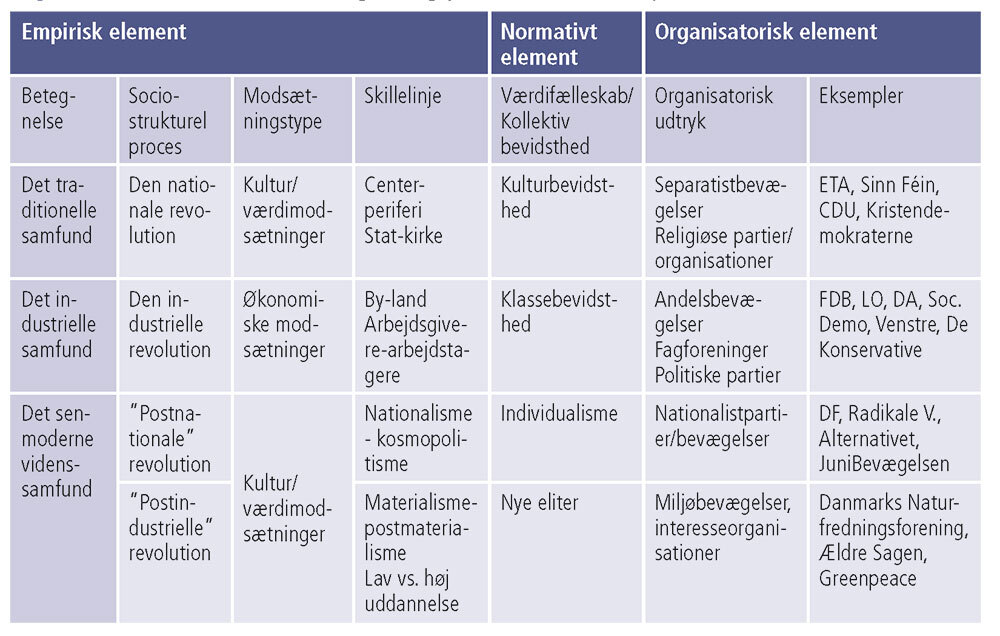 Empirisk element
Normativt
element
Organisatorisk element
Beteg-
nelse
Socio-
strukturel
proces
Modsæt-
ningstype
Skillelinje
Værdifælleskab/
Kollektiv
bevidsthed
Organisatorisk
udtryk
Eksempler
Det tra-
ditionelle
samfund
Den natio-
nale revo-
lution
Kultur/
værdimod-
sætninger
Center-
periferi
Stat-kirke
Kulturbevidst-
hed
Separatistbevæ-
gelser
Religiøse partier/
organisationer
ETA, Sinn Féin,
CDU, Kristende-
mokraterne
Det in-
dustrielle
samfund
Den in-
dustrielle
revolution
Økonomi-
ske mod-
sætninger
By-land
Arbejdsgive-
re-arbejdsta-
gere
Klassebevidst-
hed
Andelsbevæ-
gelser
Fagforeninger
Politiske partier
FDB, LO, DA, Soc.
Demo, Venstre, De
Konservative
Det sen-
moderne
videns-
samfund
"Postna-
tionale"
revolution
Kultur/
værdimod-
sætninger
Nationalisme
- kosmopoli-
tisme
Individualisme
Nationalistparti-
er/bevægelser
DF, Radikale V.,
Alternativet,
JuniBevægelsen
"Postin-
dustrielle"
revolution
Materialisme-
postmateria-
lisme
Lav vs. høj
uddannelse
Nye eliter
Miljøbevægelser,
interesseorgani-
sationer
Danmarks Natur-
fredningsforening,
Ældre Sagen,
Greenpeace